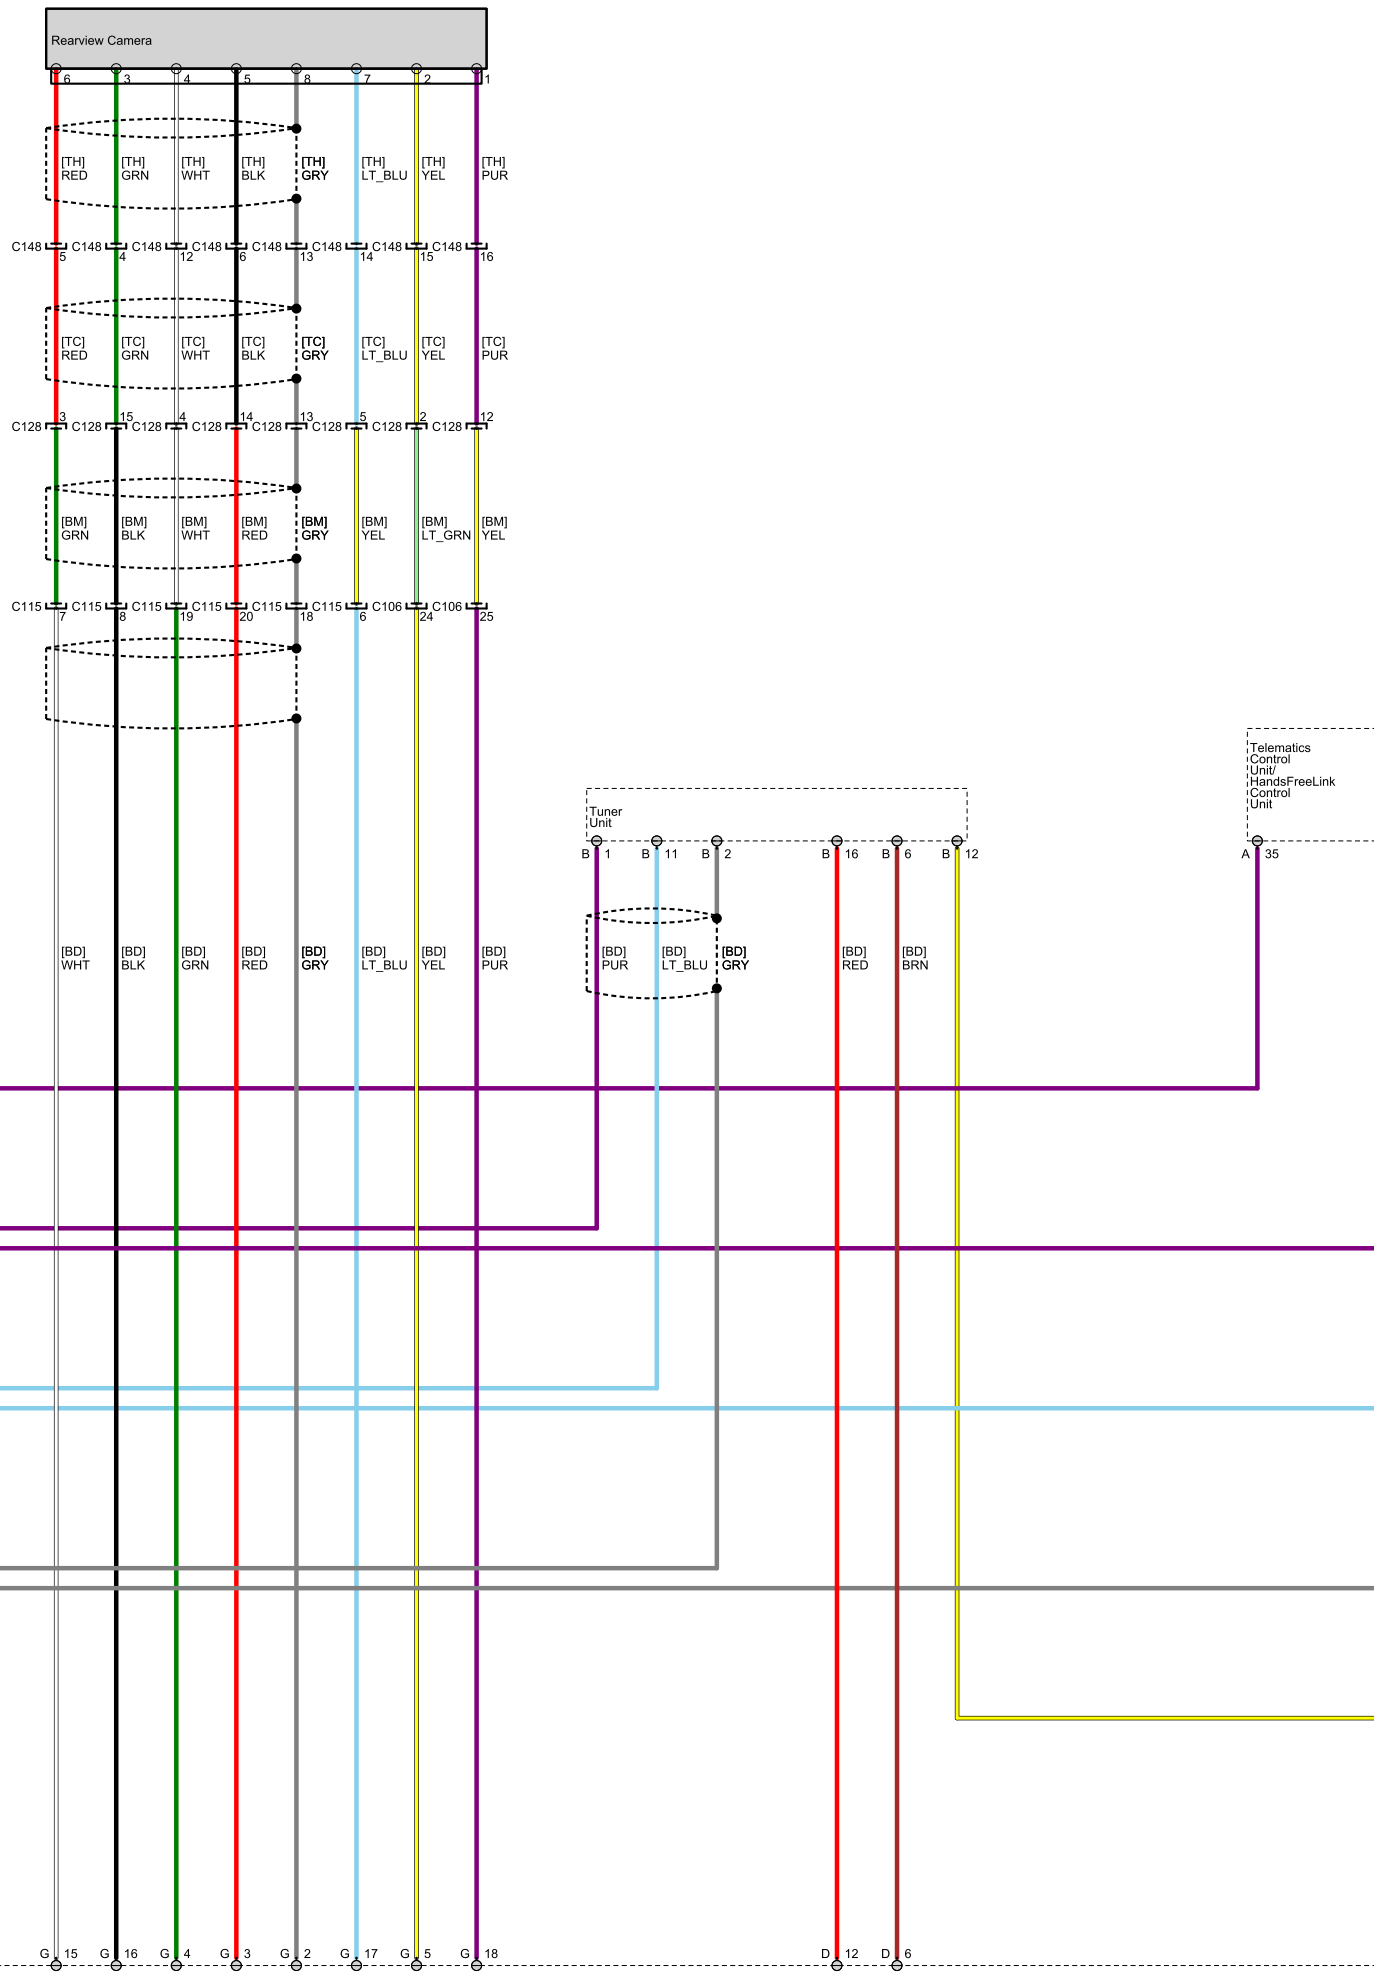 Rearview Camera
6 3 4 5 8 7 2 1
[TH] [TH] [TH] [TH] [TH] [TH] [TH] [TH]
RED GRN WHT BLK GRY LT_BLU YEL PUR
C148 C148 C148 C148 C148 C148 C148 C148
5 4 12 6 13 14 15 16
[TC] [TC] [TC] [TC] [TC] [TC] [TC] [TC]
RED GRN WHT BLK GRY LT_BLU YEL PUR
3 15 4 14 13 5 2 12
C128 C128 C128 C128 C128 C128 C128 C128
[BM] [BM] [BM] [BM] [BM] [BM] [BM] [BM]
GRN BLK WHT RED GRY YEL LT_GRN YEL
C115 C115 C115 C115 C115 C115 C106 C106
7 8 19 20 18 6 24 25
Telematics
Control
Unit/
HandsFreeLink
Control
Unit
Tuner
Unit
B 1 B 11 B 2 B 16 B 6 B 12 A 35
[BD] [BD] [BD] [BD] [BD] [BD] [BD] [BD] [BD] [BD] [BD] [BD] [BD]
WHT BLK GRN RED GRY LT_BLU YEL PUR PUR LT_BLU GRY RED BRN
G 15 G 16 G 4 G 3 G 2 G 17 G 5 G 18 D 12 D 6